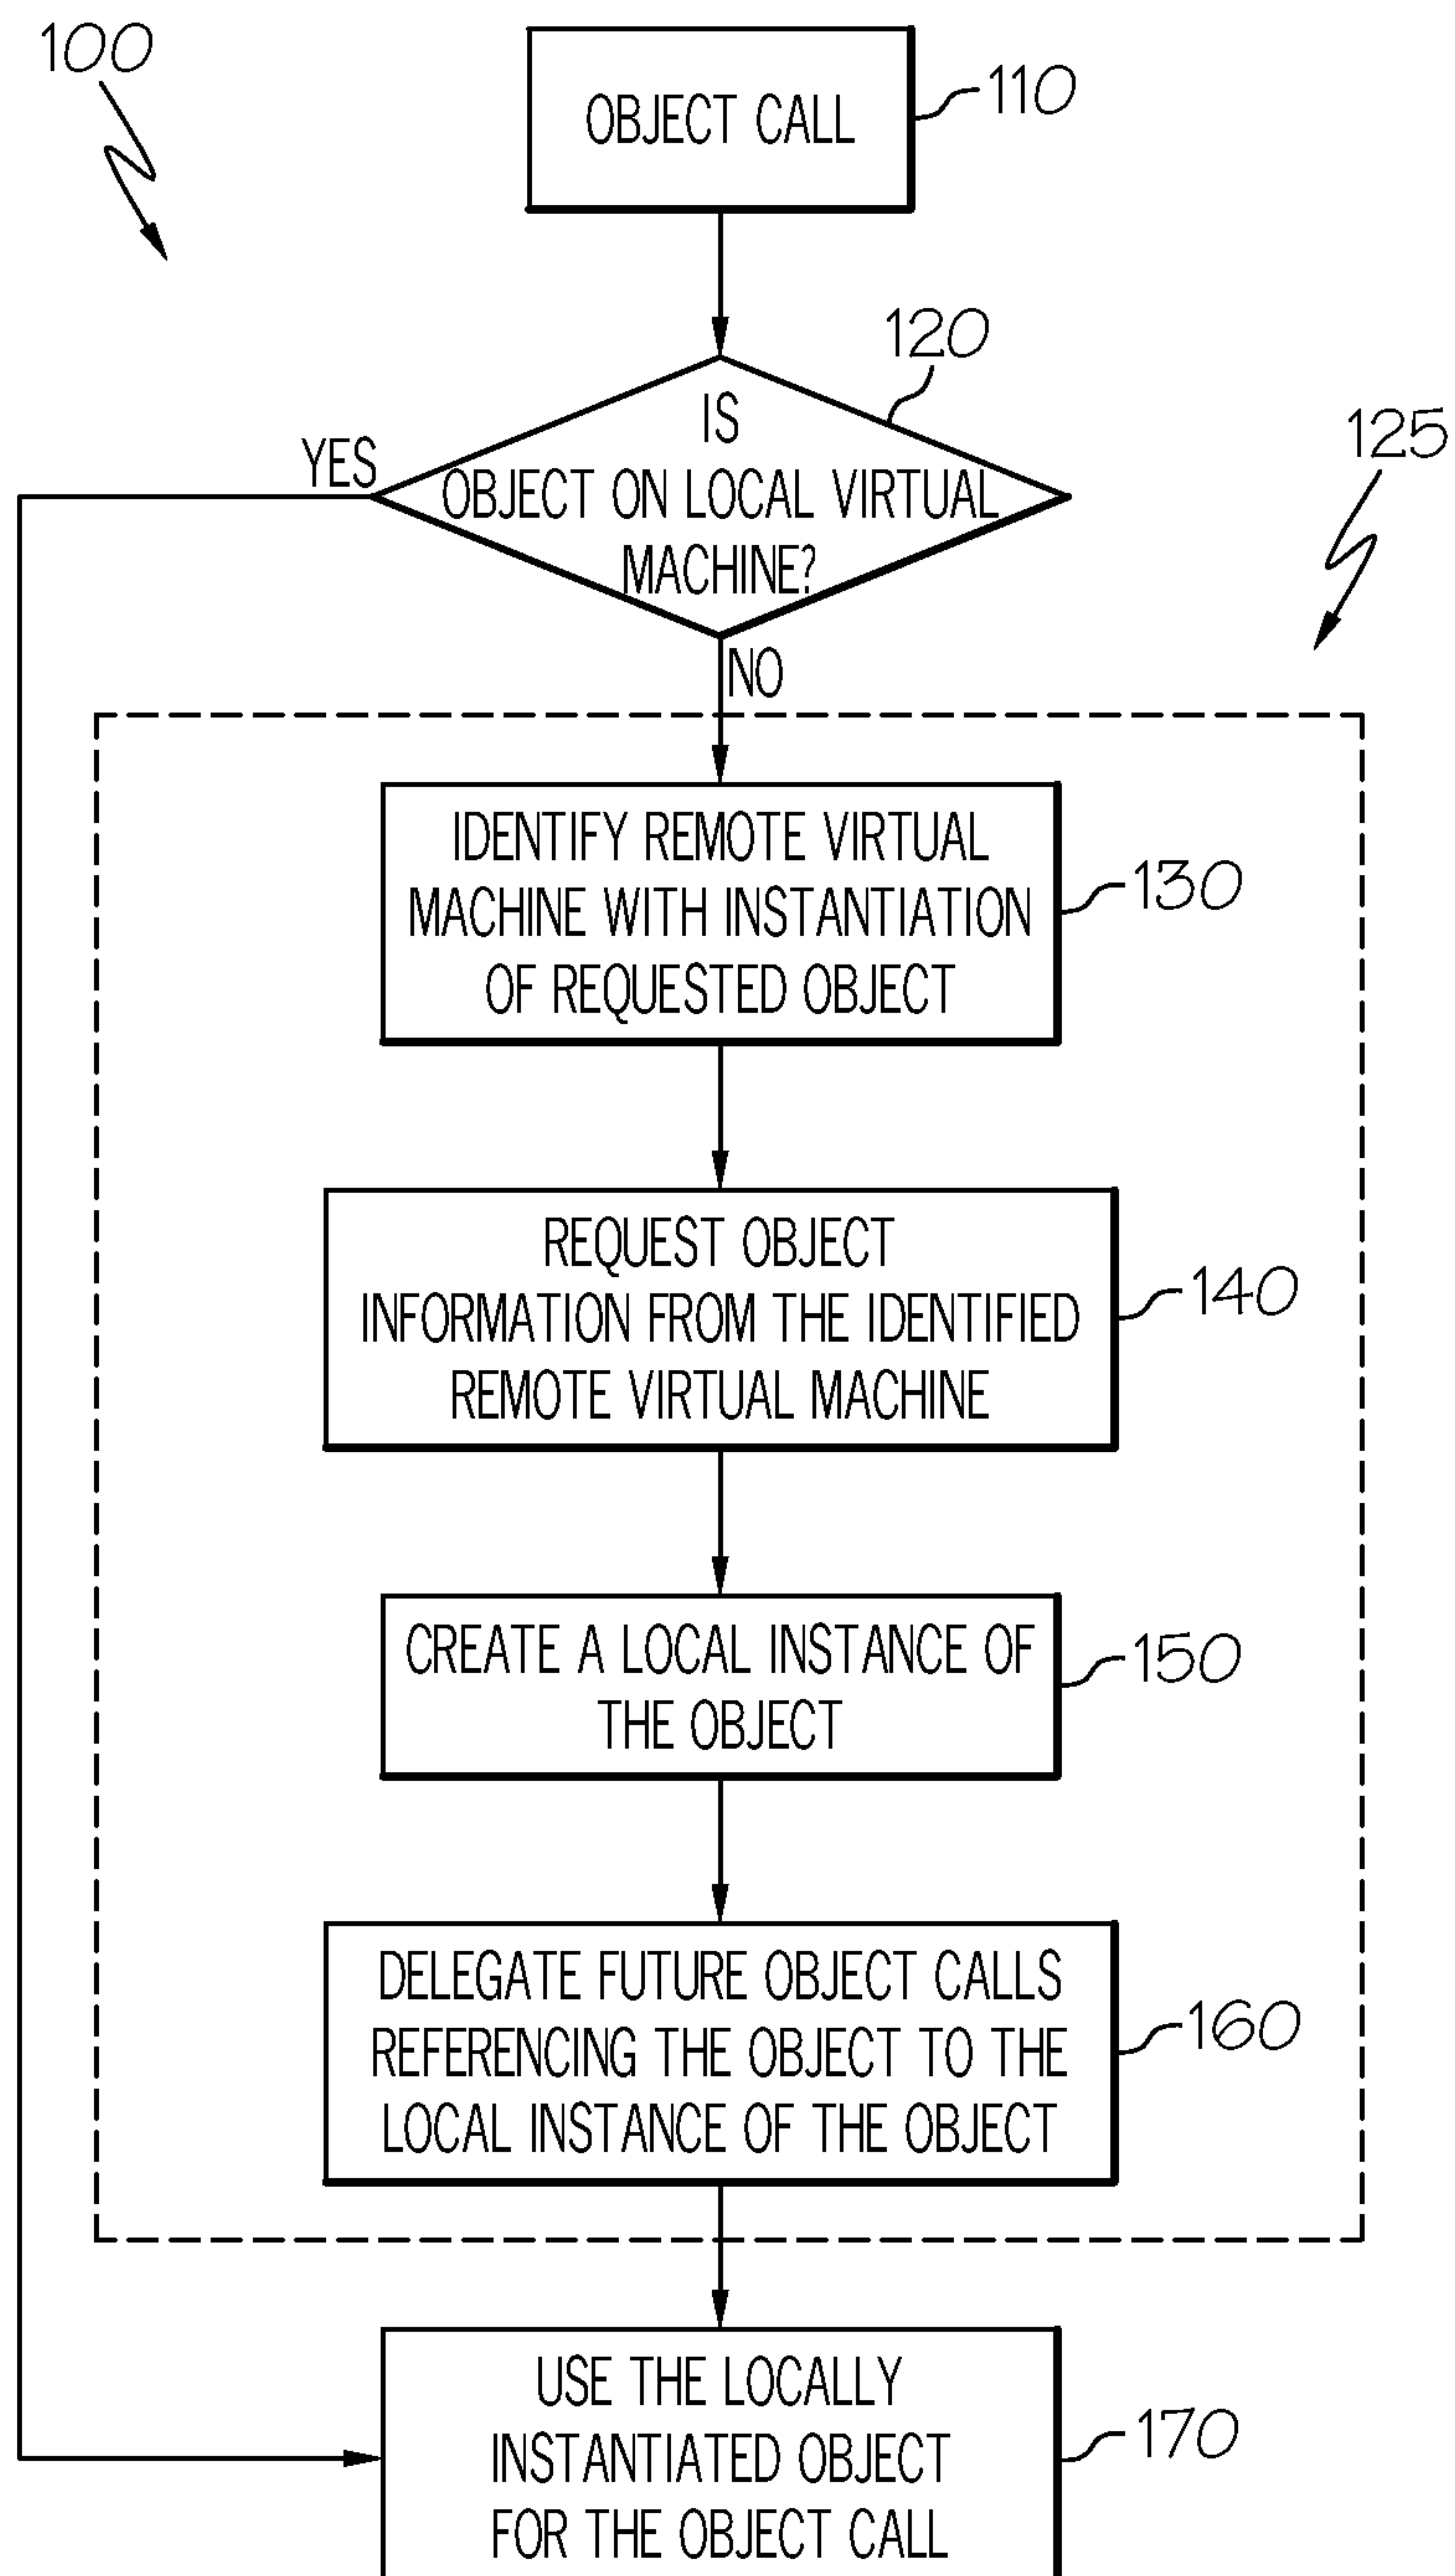 100
OBJECT CALL
110
120
IS
OBJECT ON LOCAL VIRTUAL
MACHINE?
YES
125
NO
IDENTIFY REMOTE VIRTUAL
MACHINE WITH INSTANTIATION
OF REQUESTED OBJECT
130
REQUEST OBJECT
INFORMATION FROM THE IDENTIFIED
REMOTE VIRTUAL MACHINE
140
CREATE A LOCAL INSTANCE OF
THE OBJECT
150
DELEGATE FUTURE OBJECT CALLS
REFERENCING THE OBJECT TO THE
LOCAL INSTANCE OF THE OBJECT
160
USE THE LOCALLY
INSTANTIATED OBJECT
FOR THE OBJECT CALL
170